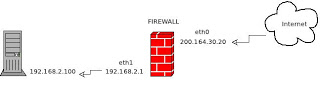 FIREWALL
eth0
Internet
200.164.30.20
eth1
192.168.2.100
192.168.2.1